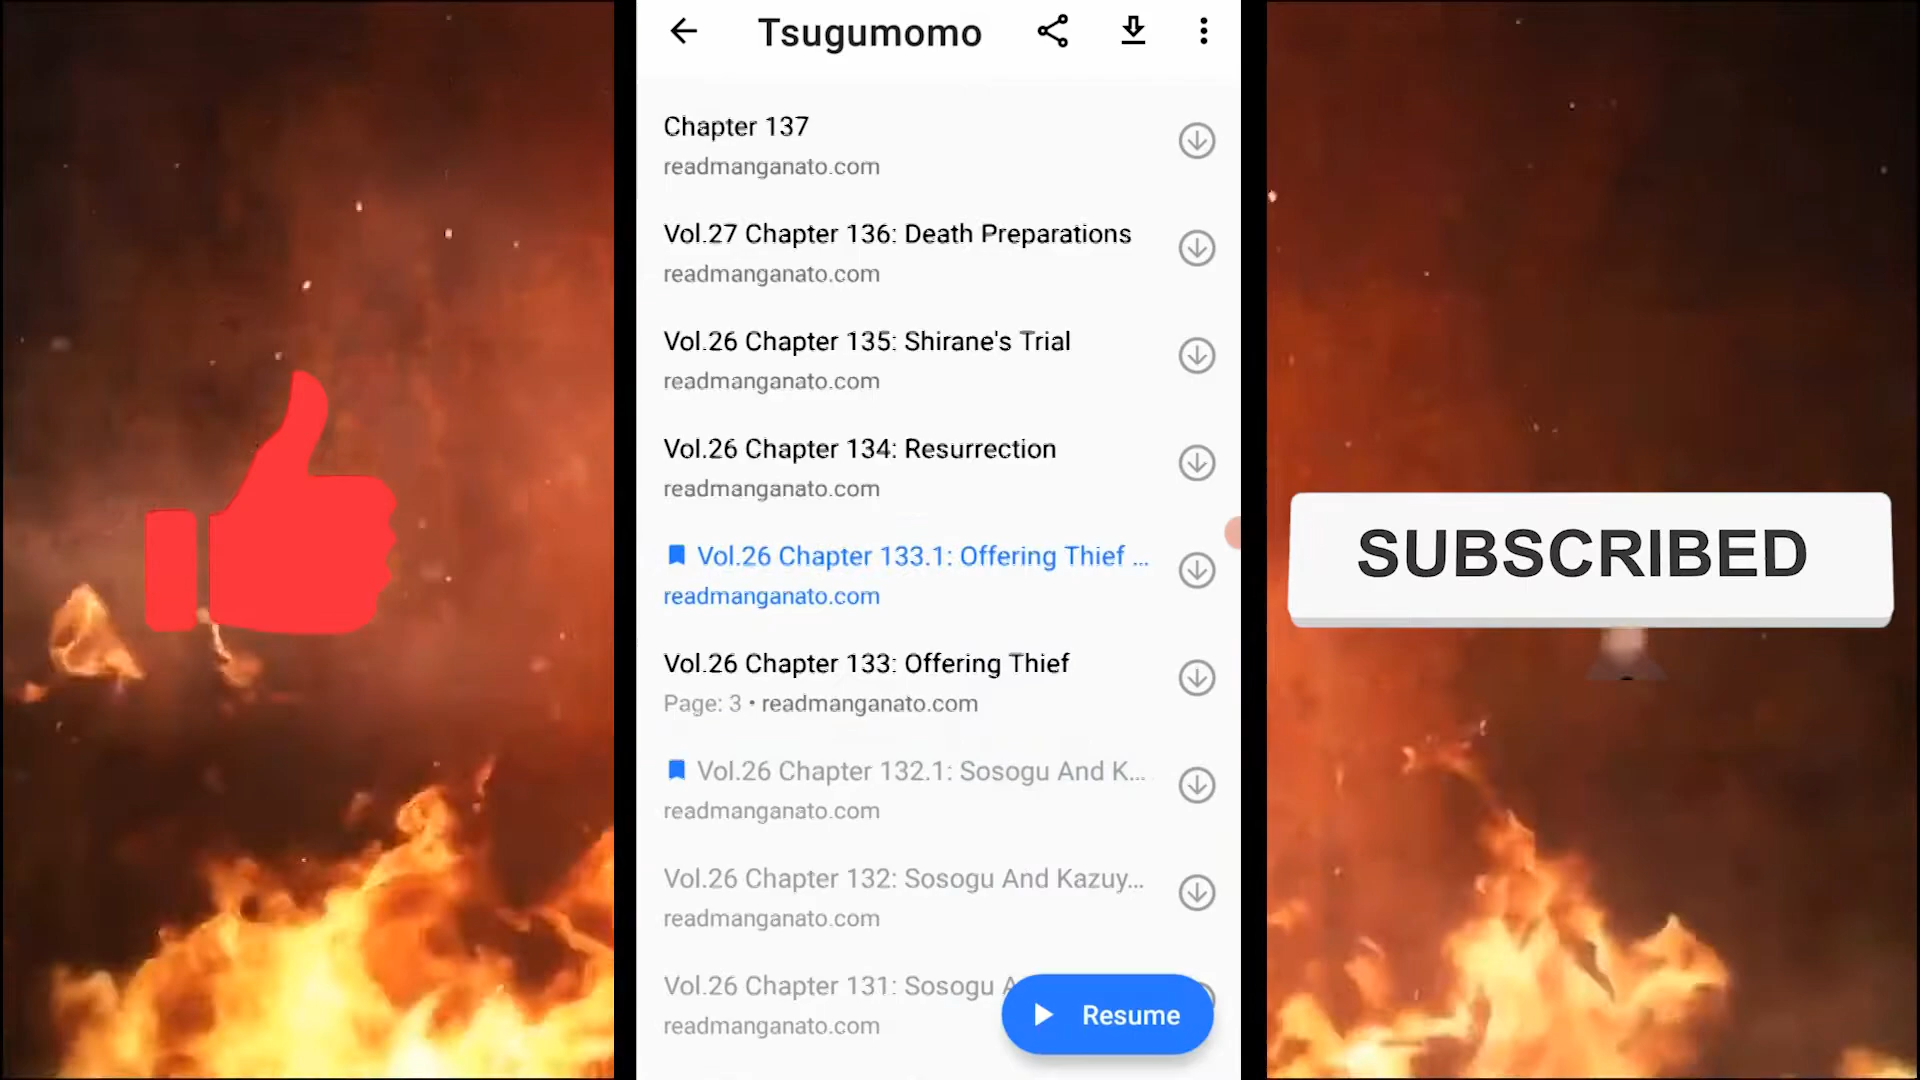 Tsugumomo
Chapter 137
readmanganato.com
Vol.27 Chapter 136: Death Preparations
readmanganato.com
Vol.26 Chapter 135: Shirane's Trial
readmanganato.com
Vol.26 Chapter 134: Resurrection
readmanganato.com
Vol.26 Chapter 133.1: Offering Thief ...
readmanganato.com
Vol.26 Chapter 133: Offering Thief
Page: 3 • readmanganato.com
Vol.26 Chapter 132.1: Sosogu And K...
readmanganato.com
Vol.26 Chapter 132: Sosogu And Kazuy...
readmanganato.com
Vol.26 Chapter 131: Sosogu A
readmanganato.com
Resume
SUBSCRIBED